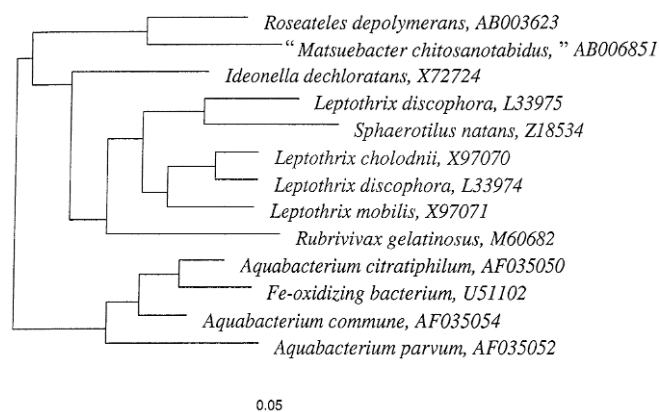 Roseateles depolymerans, AB003623
“Matsuebacter chitosanotabidus, ” AB006851
Ideonella dechloratans, X72724
Leptothrix discophora, L33975
Sphaerotilus natans, Z18534
Leptothrix cholodnii, X97070
Leptothrix discophora, L33974
Leptothrix mobilis, X97071
Rubrivivax gelatinosus, M60682
Aquabacterium citratiphilum, AF035050
Fe-oxidizing bacterium, U51102
Aquabacterium commune, AF035054
Aquabacterium parvum, AF035052
0.05